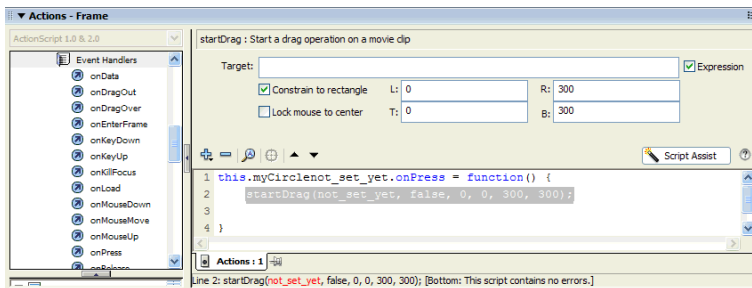 Actions - Frame
ActionScript 1.0 & 2.0
Event Handlers
onData
onDragOut
onDragOver
onEnterFrame
onKeyDown
onKeyUp
onKillFocus
onLoad
onMouseDown
onMouseMove
onMouseUp
onPress
onRelease
startDrag : Start a drag operation on a movie clip
Target: Expression
Constrain to rectangle L: 0 R: 300
Lock mouse to center T: 0 B: 300
Script Assist
1 this.myCirclenot_set_yet.onPress = function() {
2 startDrag(not_set_yet, false, 0, 0, 300, 300);
3
4 }
Actions : 1
Line 2: startDrag(not_set_yet, false, 0, 0, 300, 300); [Bottom: This script contains no errors.]